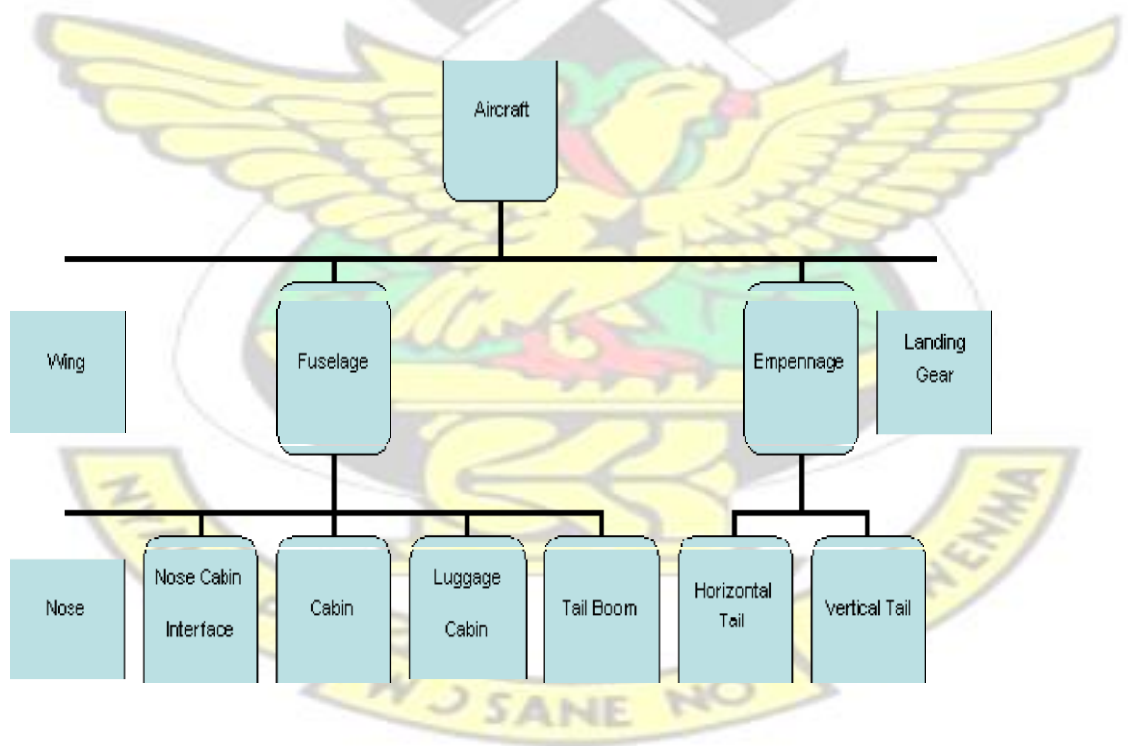 Aircraft
Wing
Fuselage
Empennage
Landing
Gear
Nose
Nose Cabin
Interface
Cabin
Luggage
Cabin
Tail Boom
Horizontal
Tail
Vertical Tail
SANE NO